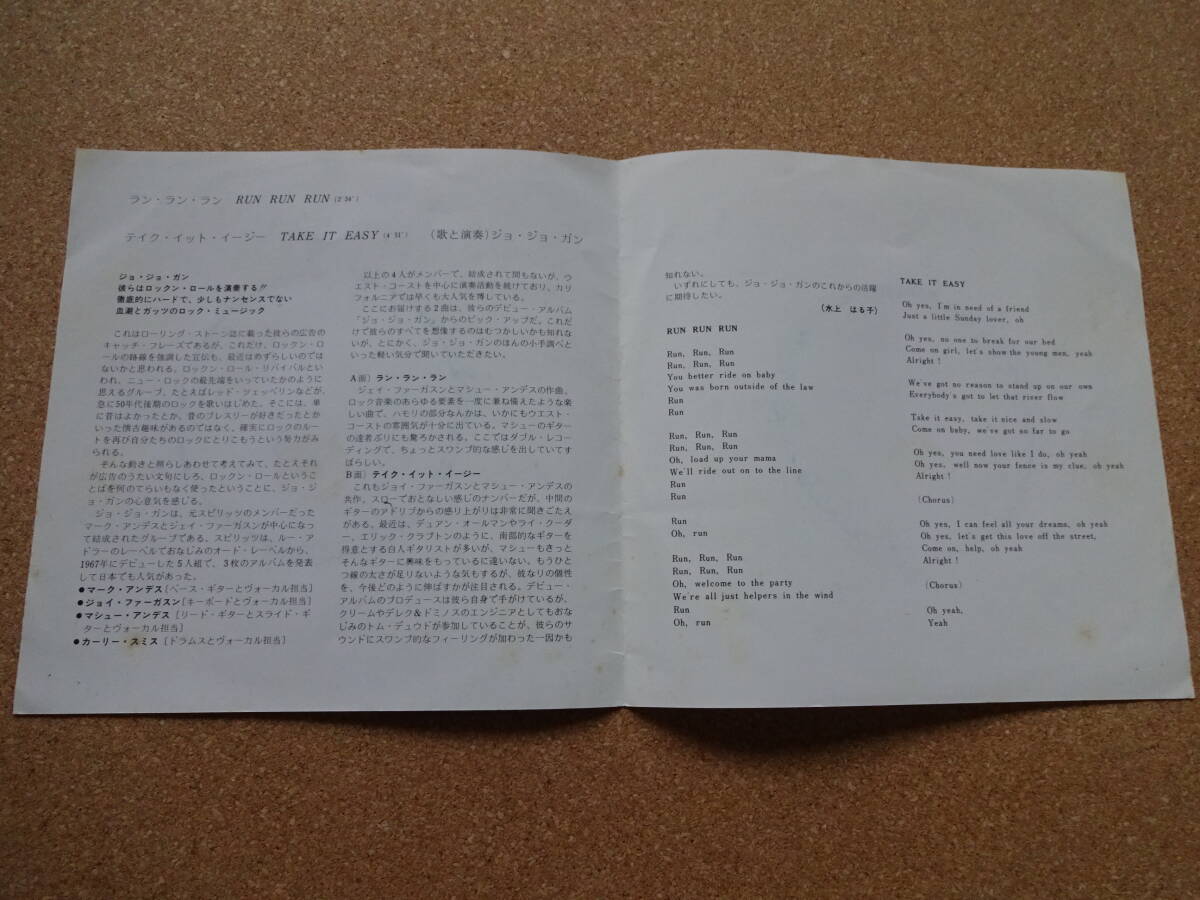 ラン・ラン・ラン RUN RUN RUN (2'34")
テイク・イット・イージー TAKE IT EASY (4'31") (歌と演奏)ジョ・ジョ・ガン
ジョ・ジョ・ガン
彼らはロックン・ロールを演奏する!!
徹底的にハードで、少しもナンセンスでない
血潮とガッツのロック・ミュージック
これはローリング・ストーン誌に載った彼らの広告の
キャッチ・フレーズであるが、これだけ、ロックン・ロ
ールの路線を強調した宣伝も、最近はめずらしいのでは
ないかと思われる。ロックン・ロール・リバイバルとい
われ、ニュー・ロックの最先端をいっていたかのように
思えるグループ、たとえばレッド・ツェッペリンなどが、
急に50年代後期のロックを歌いはじめた。そこには、単
に昔はよかったとか、昔のプレスリーが好きだったとか
いった懐古趣味があるのではなく、確実にロックのルー
トを再び自分たちのロックにとりこもうという努力がみ
られる。
そんな動きと照らしあわせて考えてみて、たとえそれ
が広告のうたい文句にしろ、ロックン・ロールというこ
とばを何のてらいもなく使ったということに、ジョ・ジ
ョ・ガンの心意気を感じる。
ジョ・ジョ・ガンは、元スピリッツのメンバーだった
マーク・アンデスとジェイ・ファーガスンが中心になっ
て結成されたグループである。スピリッツは、ルー・ア
ドラーのレーベルでおなじみのオード・レーベルから、
1967年にデビューした5人組で、3枚のアルバムを発表
して日本でも人気があった。
●マーク・アンデス[ベース・ギターとヴォーカル担当]
●ジョイ・ファーガスン[キーボードとヴォーカル担当]
●マシュー・アンデス[リード・ギターとスライド・ギ
ターとヴォーカル担当]
●カーリー・スミス[ドラムスとヴォーカル担当]
以上の4人がメンバーで、結成されて間もないが、ウ
エスト・コーストを中心に演奏活動を続けており、カリ
フォルニアでは早くも大人気を博している。
ここにお届けする2曲は、彼らのデビュー・アルバム
「ジョ・ジョ・ガン」からのピック・アップだ。これだ
けで彼らのすべてを想像するのはむつかしいかも知れな
いが、とにかく、ジョ・ジョ・ガンのほんの小手調べと
いった軽い気分で聞いていただきたい。
A面) ラン・ラン・ラン
ジェイ・ファーガスンとマシュー・アンデスの作曲。
ロック音楽のあらゆる要素を一度に兼ね備えたような楽
しい曲で、ハモリの部分なんかは、いかにもウエスト・
コーストの雰囲気が十分に出ている。マシューのギター
の達者ぶりにも驚ろかされる。ここではダブル・レコー
ディングで、ちょっとスワンプ的な感じを出していてす
ばらしい。
B面) テイク・イット・イージー
これもジョイ・ファーガスンとマシュー・アンデスの
共作。スローでおとなしい感じのナンバーだが、中間の
ギターのアドリブからの盛り上がりは非常に聞きごたえ
がある。最近は、デュアン・オールマンやライ・クーダ
ー、エリック・クラプトンのように、南部的なギターを
得意とする白人ギタリストが多いが、マシューもきっと
そんなギターに興味をもっているに違いない。もうひと
つ線の太さが足りないような気もするが、彼なりの個性
を、今後どのように伸ばすかが注目される。デビュー・
アルバムのプロデュースは彼ら自身で手がけているが、
クリームやデレク&ドミノスのエンジニアとしてもおな
じみのトム・デュウドが参加していることが、彼らのサ
ウンドにスワンプ的なフィーリングが加わった一因かも
知れない。
いずれにしても、ジョ・ジョ・ガンのこれからの活躍
に期待したい。
(水上 はる子)
RUN RUN RUN
Run, Run, Run
Run, Run, Run
You better ride on baby
You was born outside of the law
Run
Run
Run, Run, Run
Run, Run, Run
Oh, load up your mama
We'll ride out on to the line
Run
Run
Run
Oh, run
Run, Run, Run
Run, Run, Run
Oh, welcome to the party
We're all just helpers in the wind
Run
Oh, run
TAKE IT EASY
Oh yes, I'm in need of a friend
Just a little Sunday lover, oh
Oh yes, no one to break for our bed
Come on girl, let's show the young men, yeah
Alright !
We've got no reason to stand up on our own
Everybody's got to let that river flow
Take it easy, take it nice and slow
Come on baby, we've got so far to go
Oh yes, you need love like I do, oh yeah
Oh yes, well now your fence is my clue, oh yeah
Alright !
(Chorus)
Oh yes, I can feel all your dreams, oh yeah
Oh yes, let's get this love off the street,
Come on, help, oh yeah
Alright !
(Chorus)
Oh yeah,
Yeah